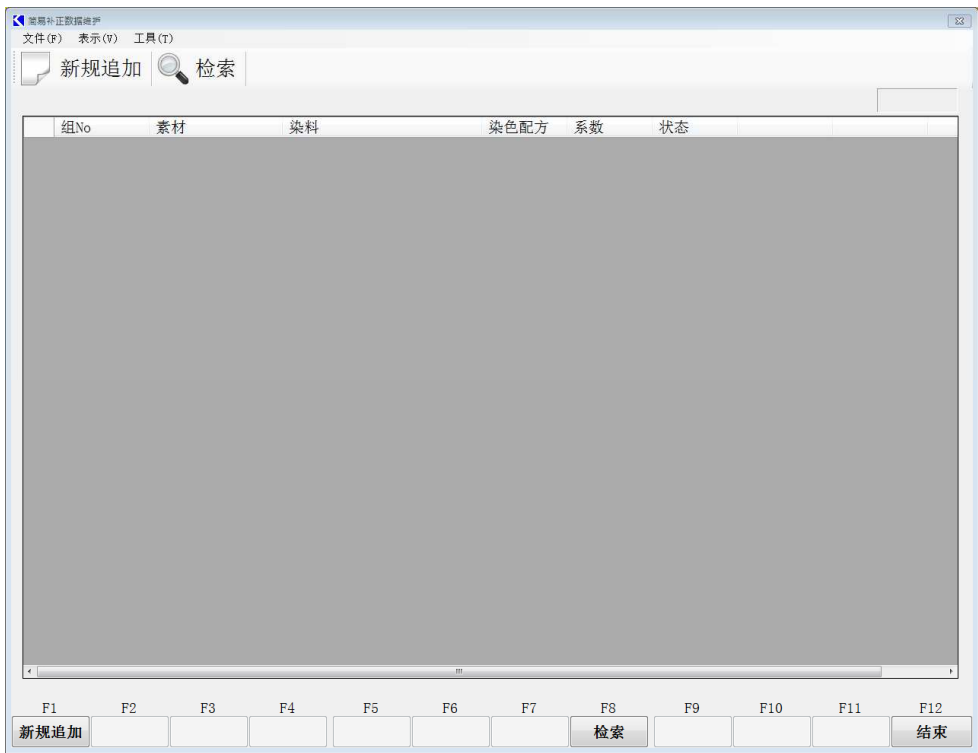 简易补正数据维护
文件(F) 表示(V) 工具(T)
新规追加 检索
组No 素材 染料 染色配方 系数 状态
F1 F2 F3 F4 F5 F6 F7 F8 F9 F10 F11 F12
新规追加 检索 结束